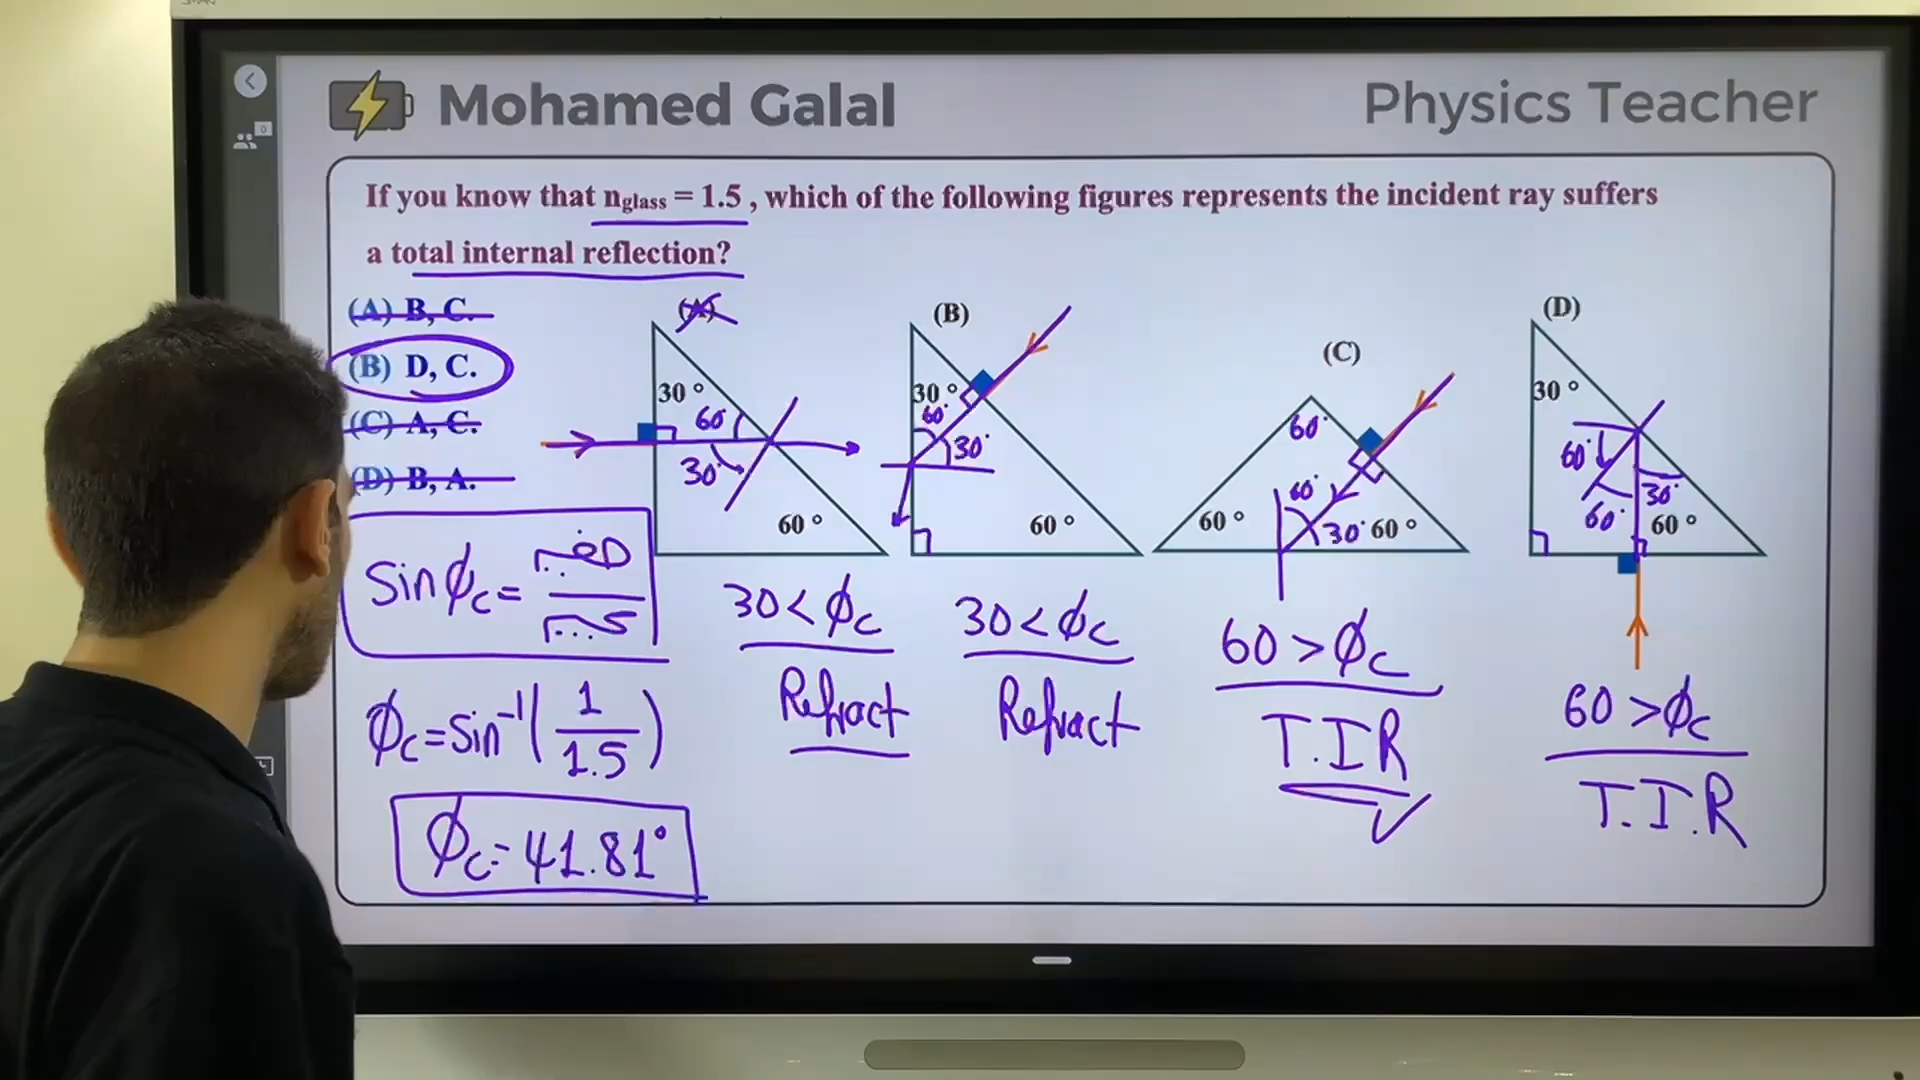 Mohamed Galal
Physics Teacher
If you know that nglass = 1.5 , which of the following figures represents the incident ray suffers
a total internal reflection?
(A) B, C.
(B) D, C.
(C) A, C.
(D) B, A.
(A)
30 °
60°
30°
60 °
(B)
30 °
60°
30°
60 °
(C)
60°
60°
60 °
30°
60 °
(D)
30 °
60°
30°
60°
60 °
Sin ϕc =
ϕc = Sin⁻¹( 1 / 1.5 )
ϕc = 41.81°
30 < ϕc
Refract
30 < ϕc
Refract
60 > ϕc
T.I.R
60 > ϕc
T.I.R